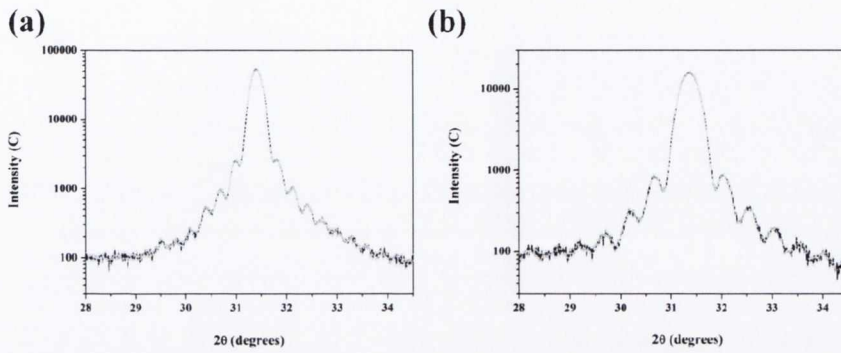 (a)
100000
10000
1000
100
Intensity (C)
28 29 30 31 32 33 34
2θ (degrees)
(b)
10000
1000
100
Intensity (C)
28 29 30 31 32 33 34
2θ (degrees)